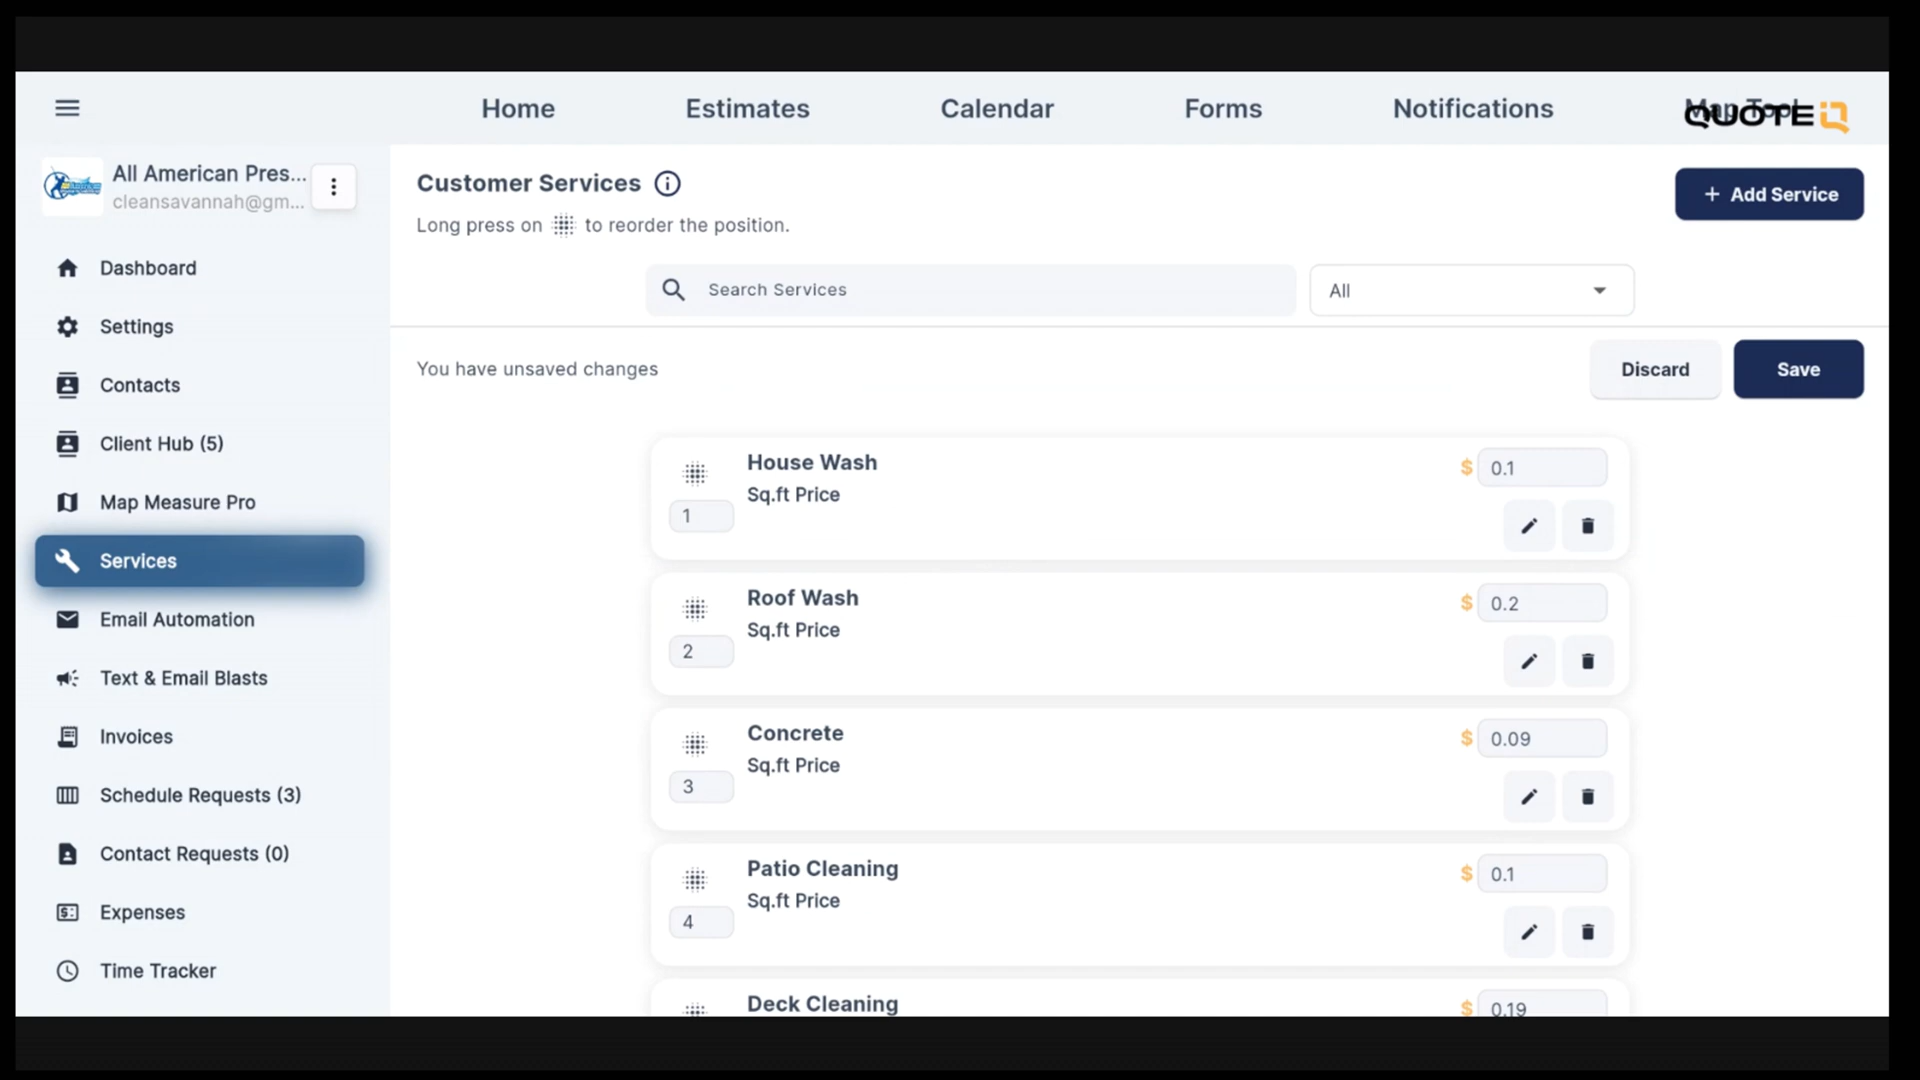 Home
Estimates
Calendar
Forms
Notifications
Map Tool
QUOTE IQ
All American Pres...
cleansavannah@gm...
Dashboard
Settings
Contacts
Client Hub (5)
Map Measure Pro
Services
Email Automation
Text & Email Blasts
Invoices
Schedule Requests (3)
Contact Requests (0)
Expenses
Time Tracker
Customer Services
Long press on to reorder the position.
+ Add Service
Search Services
All
You have unsaved changes
Discard
Save
House Wash
Sq.ft Price
1
$ 0.1
Roof Wash
Sq.ft Price
2
$ 0.2
Concrete
Sq.ft Price
3
$ 0.09
Patio Cleaning
Sq.ft Price
4
$ 0.1
Deck Cleaning
$ 0.19